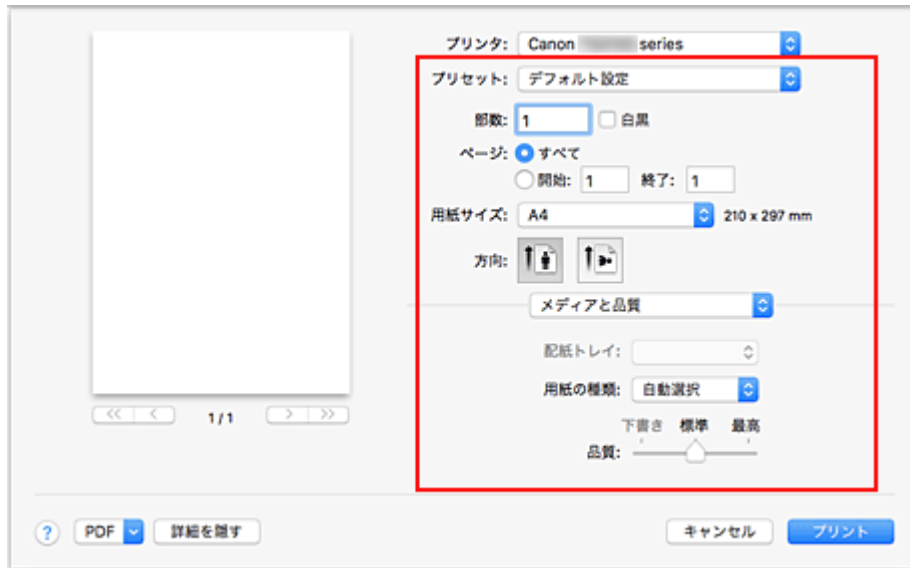 プリンタ: Canon series
プリセット: デフォルト設定
部数: 1 白黒
ページ: すべて
開始: 1 終了: 1
用紙サイズ: A4 210 x 297 mm
方向:
メディアと品質
配紙トレイ:
用紙の種類: 自動選択
下書き 標準 最高
品質:
<< < 1/1 > >>
? PDF 詳細を隠す キャンセル プリント